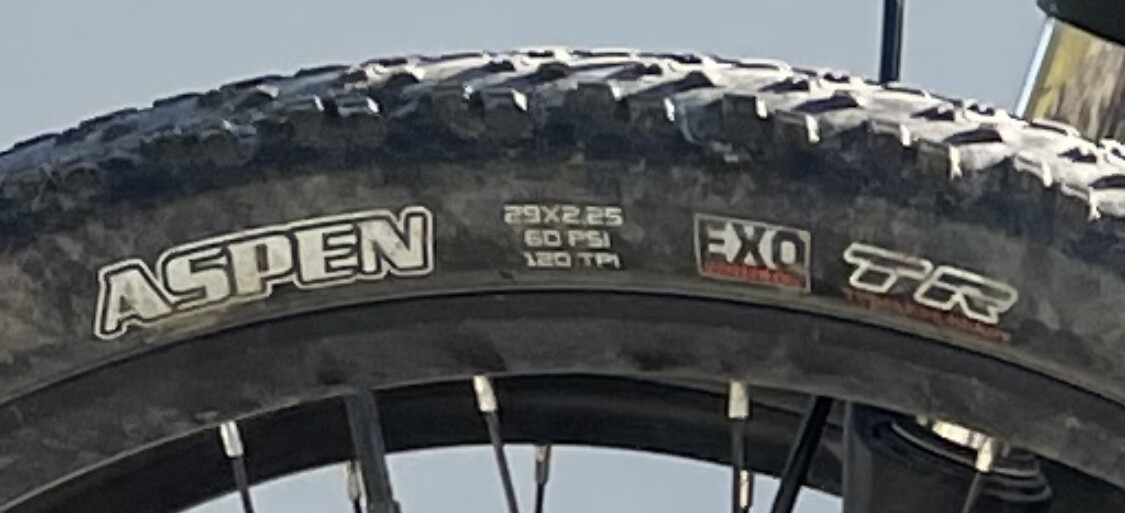 ASPEN
29X2.25
60 PSI
120 TPI
EXO
TR